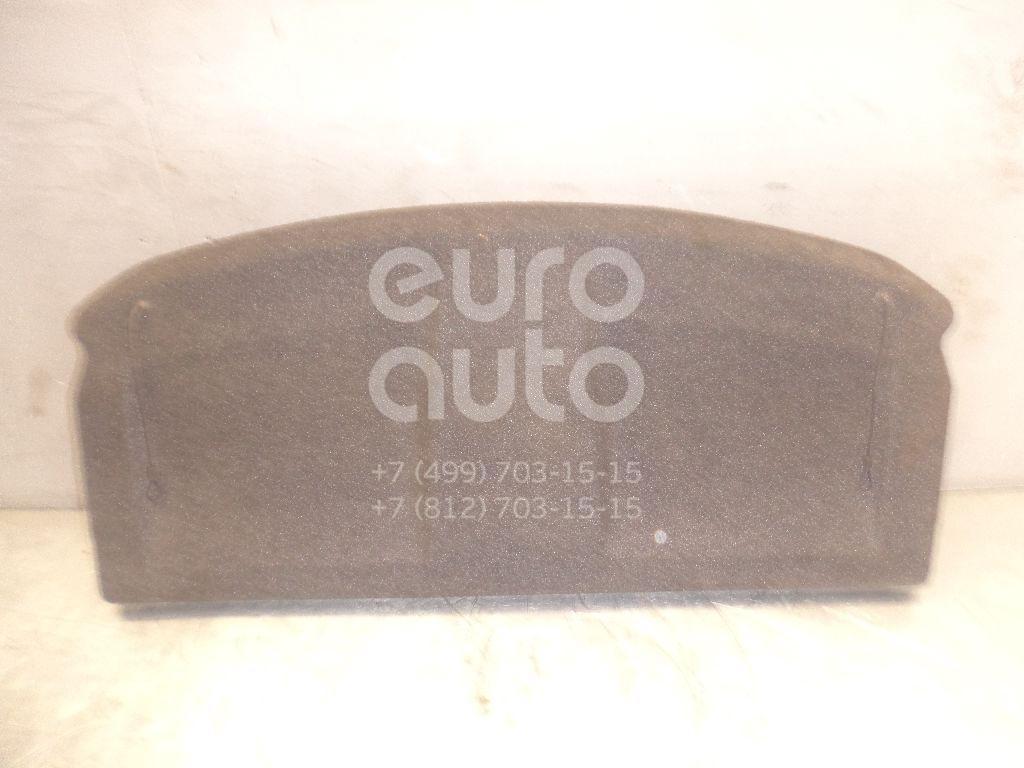 euro
auto
+7 (499) 703-15-15
+7 (812) 703-15-15